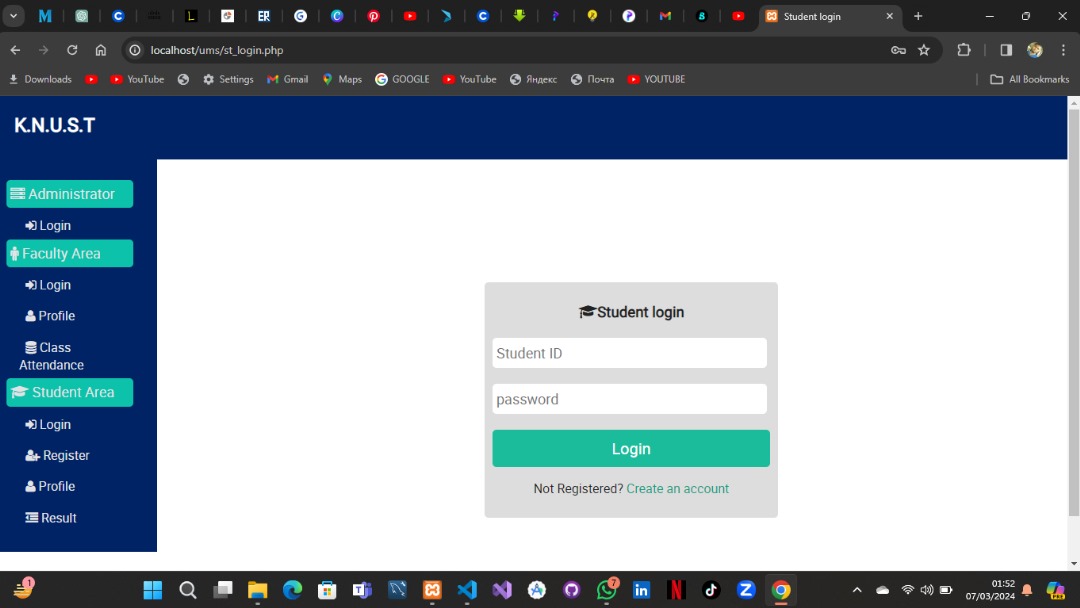 Student login
localhost/ums/st_login.php
Downloads
YouTube
Settings
Gmail
Maps
GOOGLE
YouTube
Яндекс
Почта
YOUTUBE
All Bookmarks
K.N.U.S.T
Administrator
Login
Faculty Area
Login
Profile
Class
Attendance
Student Area
Login
Register
Profile
Result
Student login
Student ID
password
Login
Not Registered? Create an account
1
7
01:52
07/03/2024